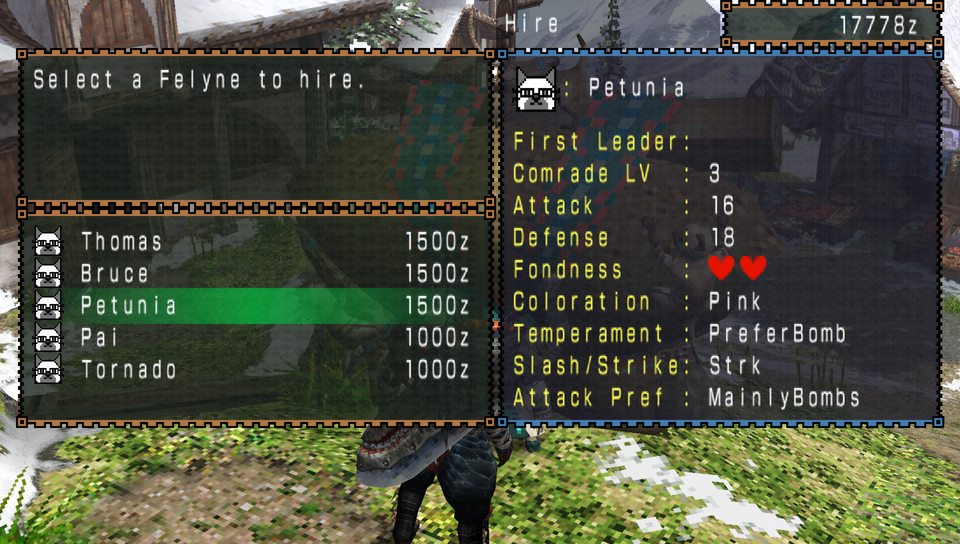 Hire
17778z
Select a Felyne to hire.
Thomas 1500z
Bruce 1500z
Petunia 1500z
Pai 1000z
Tornado 1000z
: Petunia
First Leader:
Comrade LV : 3
Attack : 16
Defense : 18
Fondness :
Coloration : Pink
Temperament : PreferBomb
Slash/Strike: Strk
Attack Pref : MainlyBombs